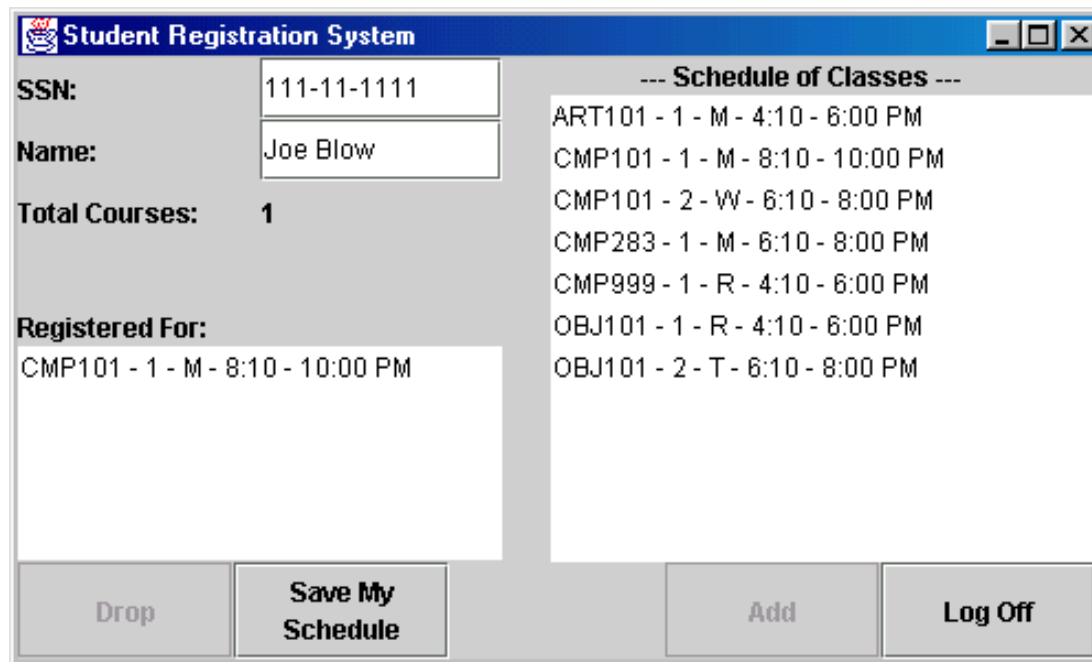 Student Registration System
SSN: 111-11-1111
Name: Joe Blow
Total Courses: 1
Registered For:
CMP101 - 1 - M - 8:10 - 10:00 PM
Drop
Save My
Schedule
--- Schedule of Classes ---
ART101 - 1 - M - 4:10 - 6:00 PM
CMP101 - 1 - M - 8:10 - 10:00 PM
CMP101 - 2 - W - 6:10 - 8:00 PM
CMP283 - 1 - M - 6:10 - 8:00 PM
CMP999 - 1 - R - 4:10 - 6:00 PM
OBJ101 - 1 - R - 4:10 - 6:00 PM
OBJ101 - 2 - T - 6:10 - 8:00 PM
Add
Log Off